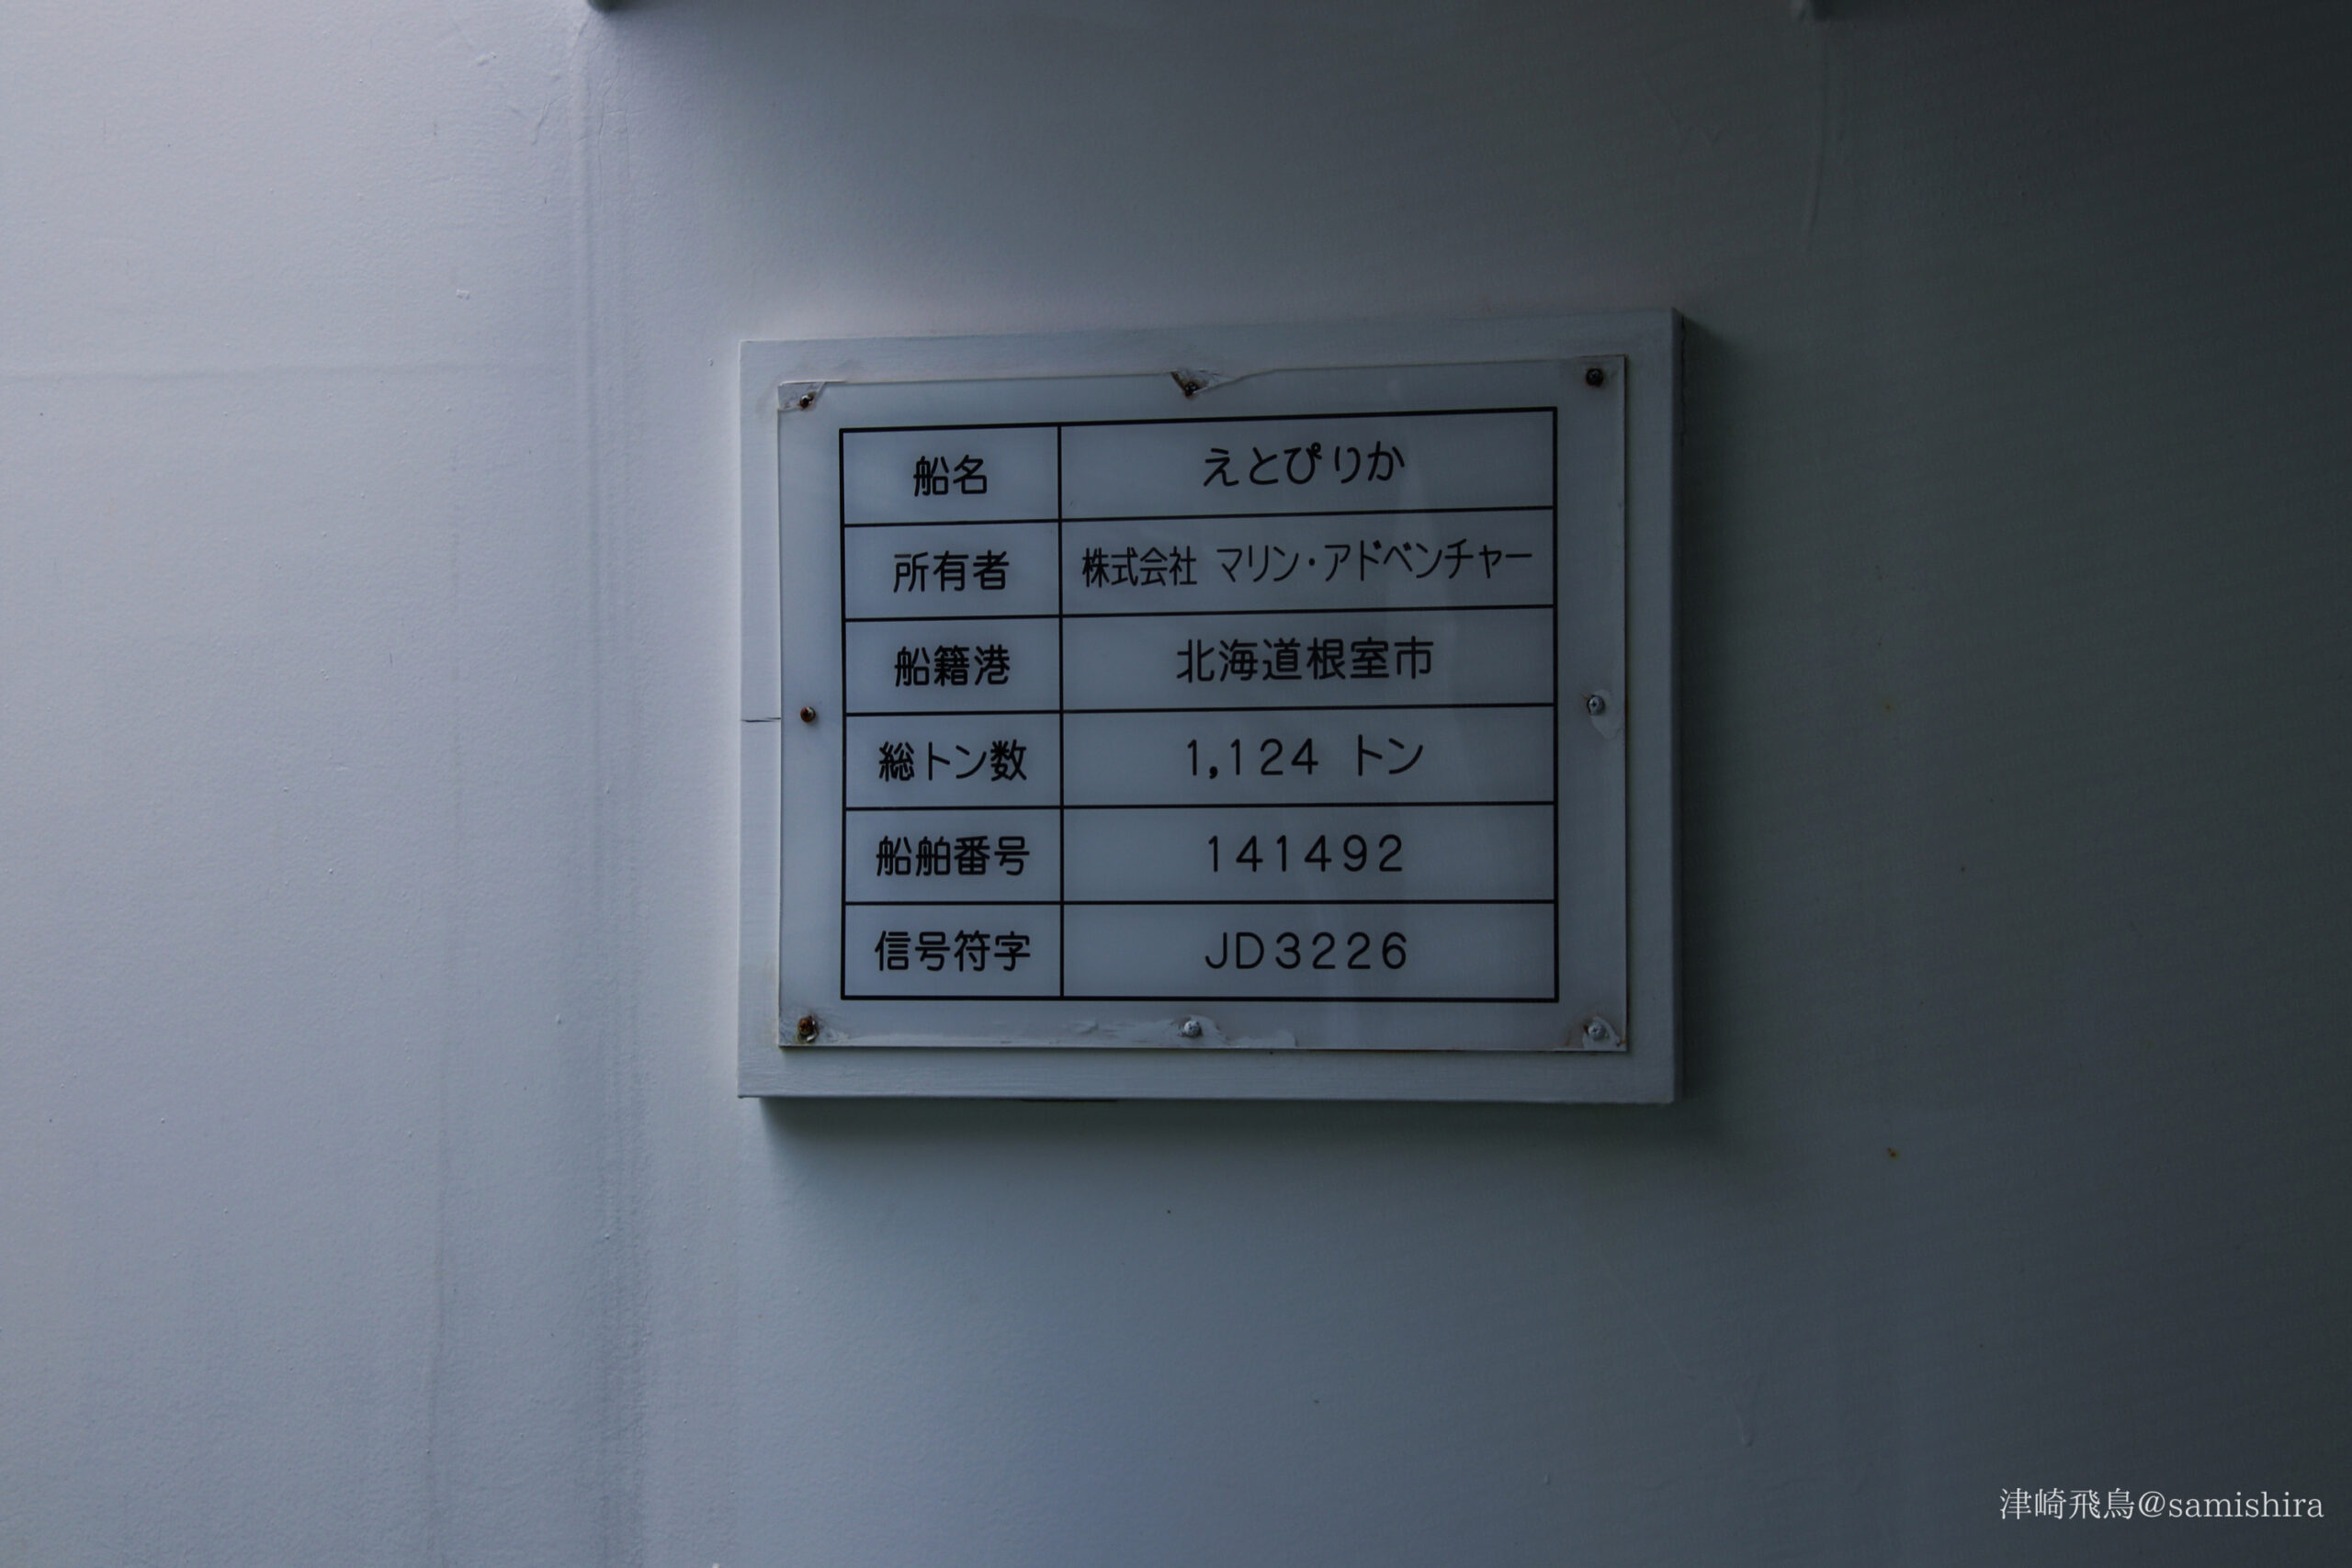 船名 えとぴりか
所有者 株式会社 マリン・アドベンチャー
船籍港 北海道根室市
総トン数 1,124 トン
船舶番号 141492
信号符字 JD3226
津崎飛鳥@samishira